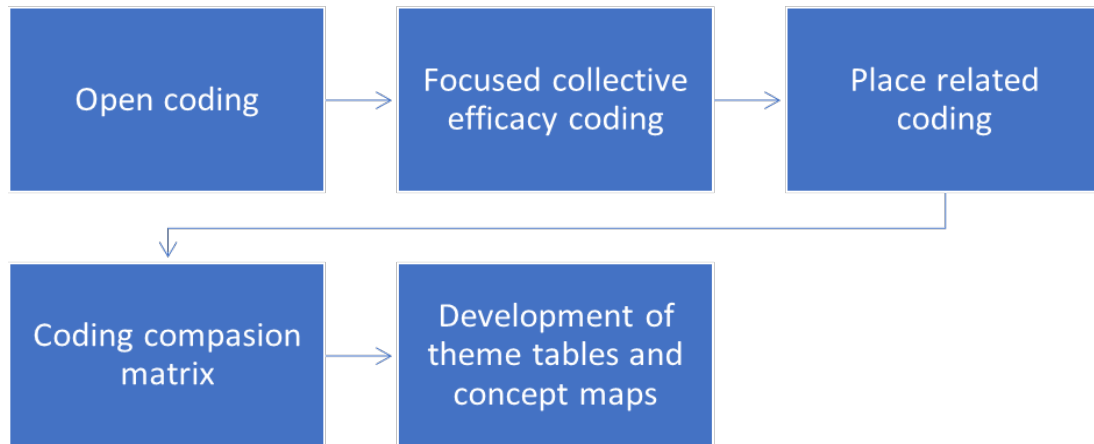 Open coding
Focused collective
efficacy coding
Place related
coding
Coding compasion
matrix
Development of
theme tables and
concept maps